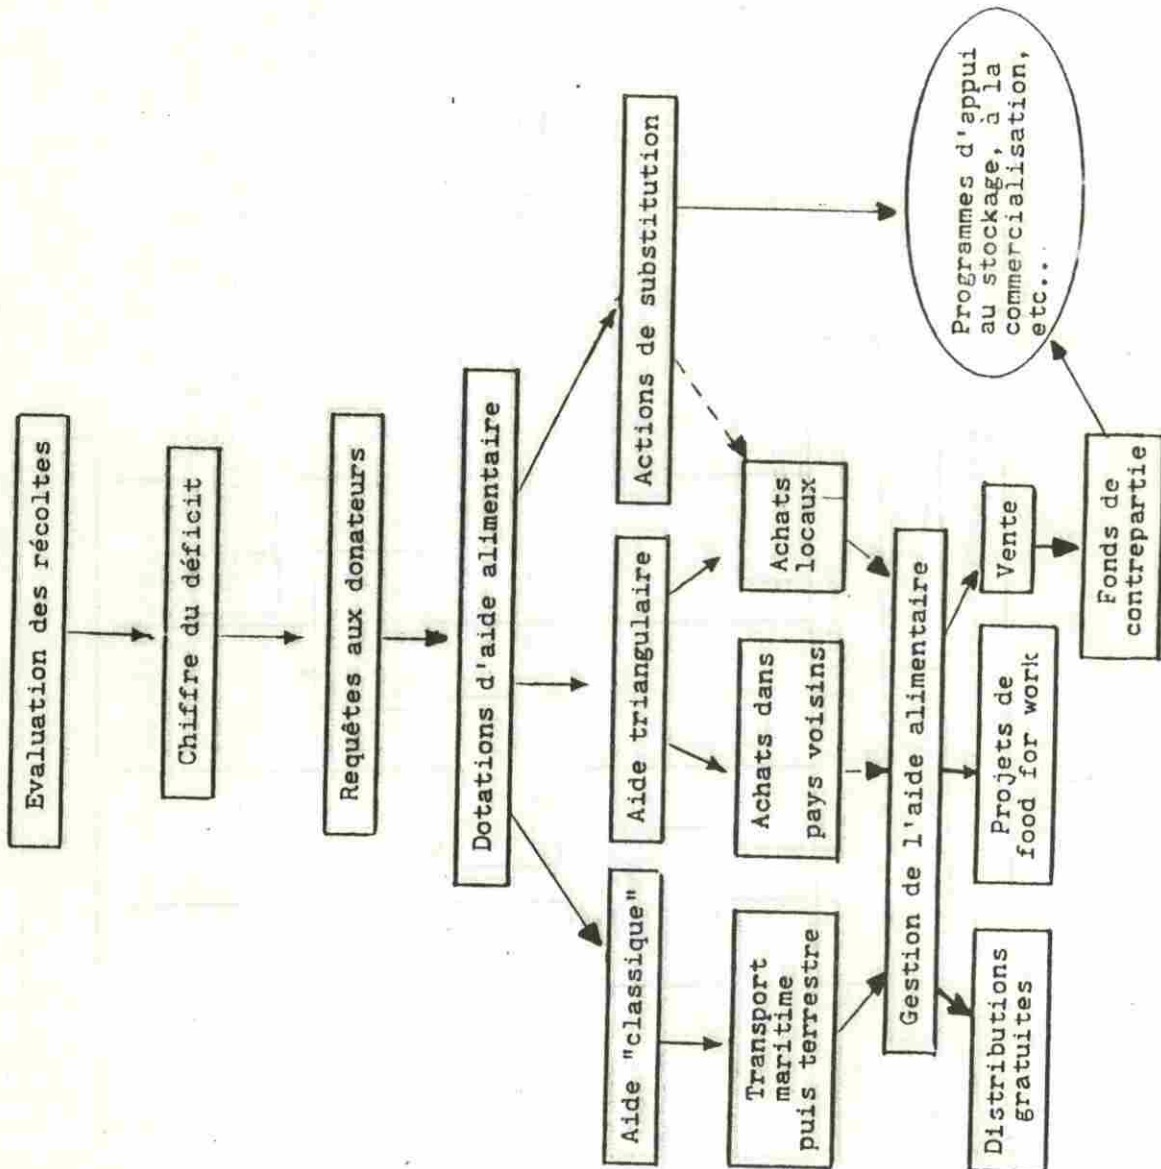 Evaluation des récoltes
Chiffre du déficit
Requêtes aux donateurs
Dotations d'aide alimentaire
Aide "classique"
Aide triangulaire
Actions de substitution
Transport
maritime
puis terrestre
Achats dans
pays voisins
Achats
locaux
Gestion de l'aide alimentaire
Distributions
gratuites
Projets de
food for work
Vente
Programmes d'appui
au stockage, à la
commercialisation,
etc...
Fonds de
contrepartie